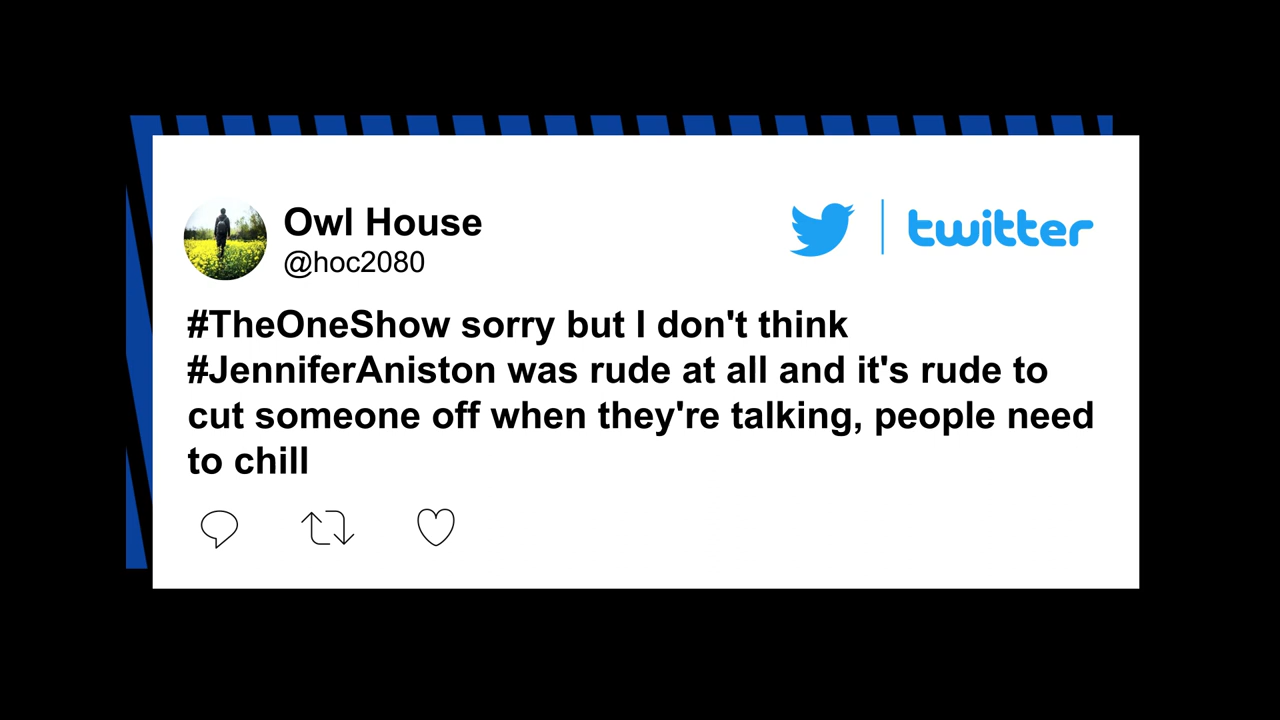 Owl House
twitter
@hoc2080
#TheOneShow sorry but I don't think
#JenniferAniston was rude at all and it's rude to
cut someone off when they're talking, people need
to chill